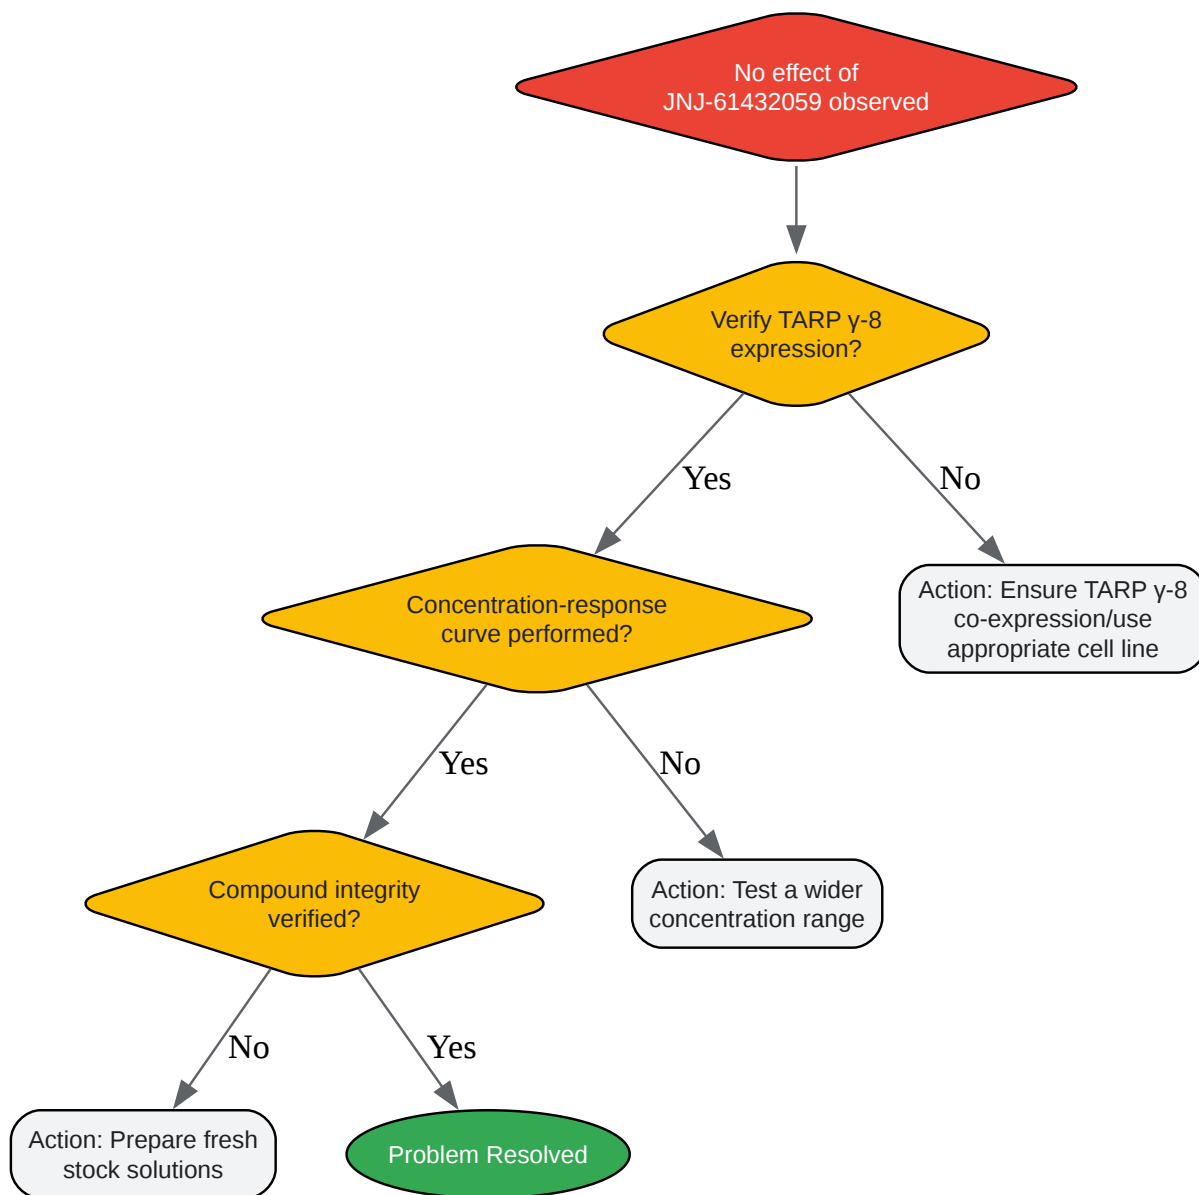 No effect of
JNJ-61432059 observed
Verify TARP γ-8
expression?
Yes
No
Concentration-response
curve performed?
Action: Ensure TARP γ-8
co-expression/use
appropriate cell line
Yes
No
Compound integrity
verified?
Action: Test a wider
concentration range
No
Yes
Action: Prepare fresh
stock solutions
Problem Resolved